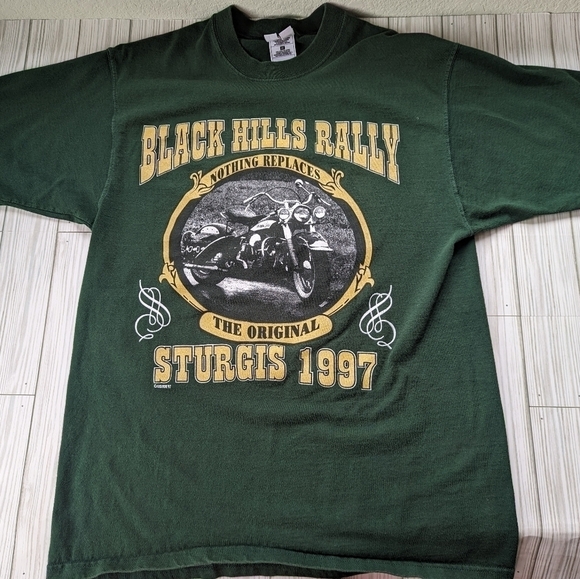 BLACK HILLS RALLY
NOTHING REPLACES
THE ORIGINAL
STURGIS 1997